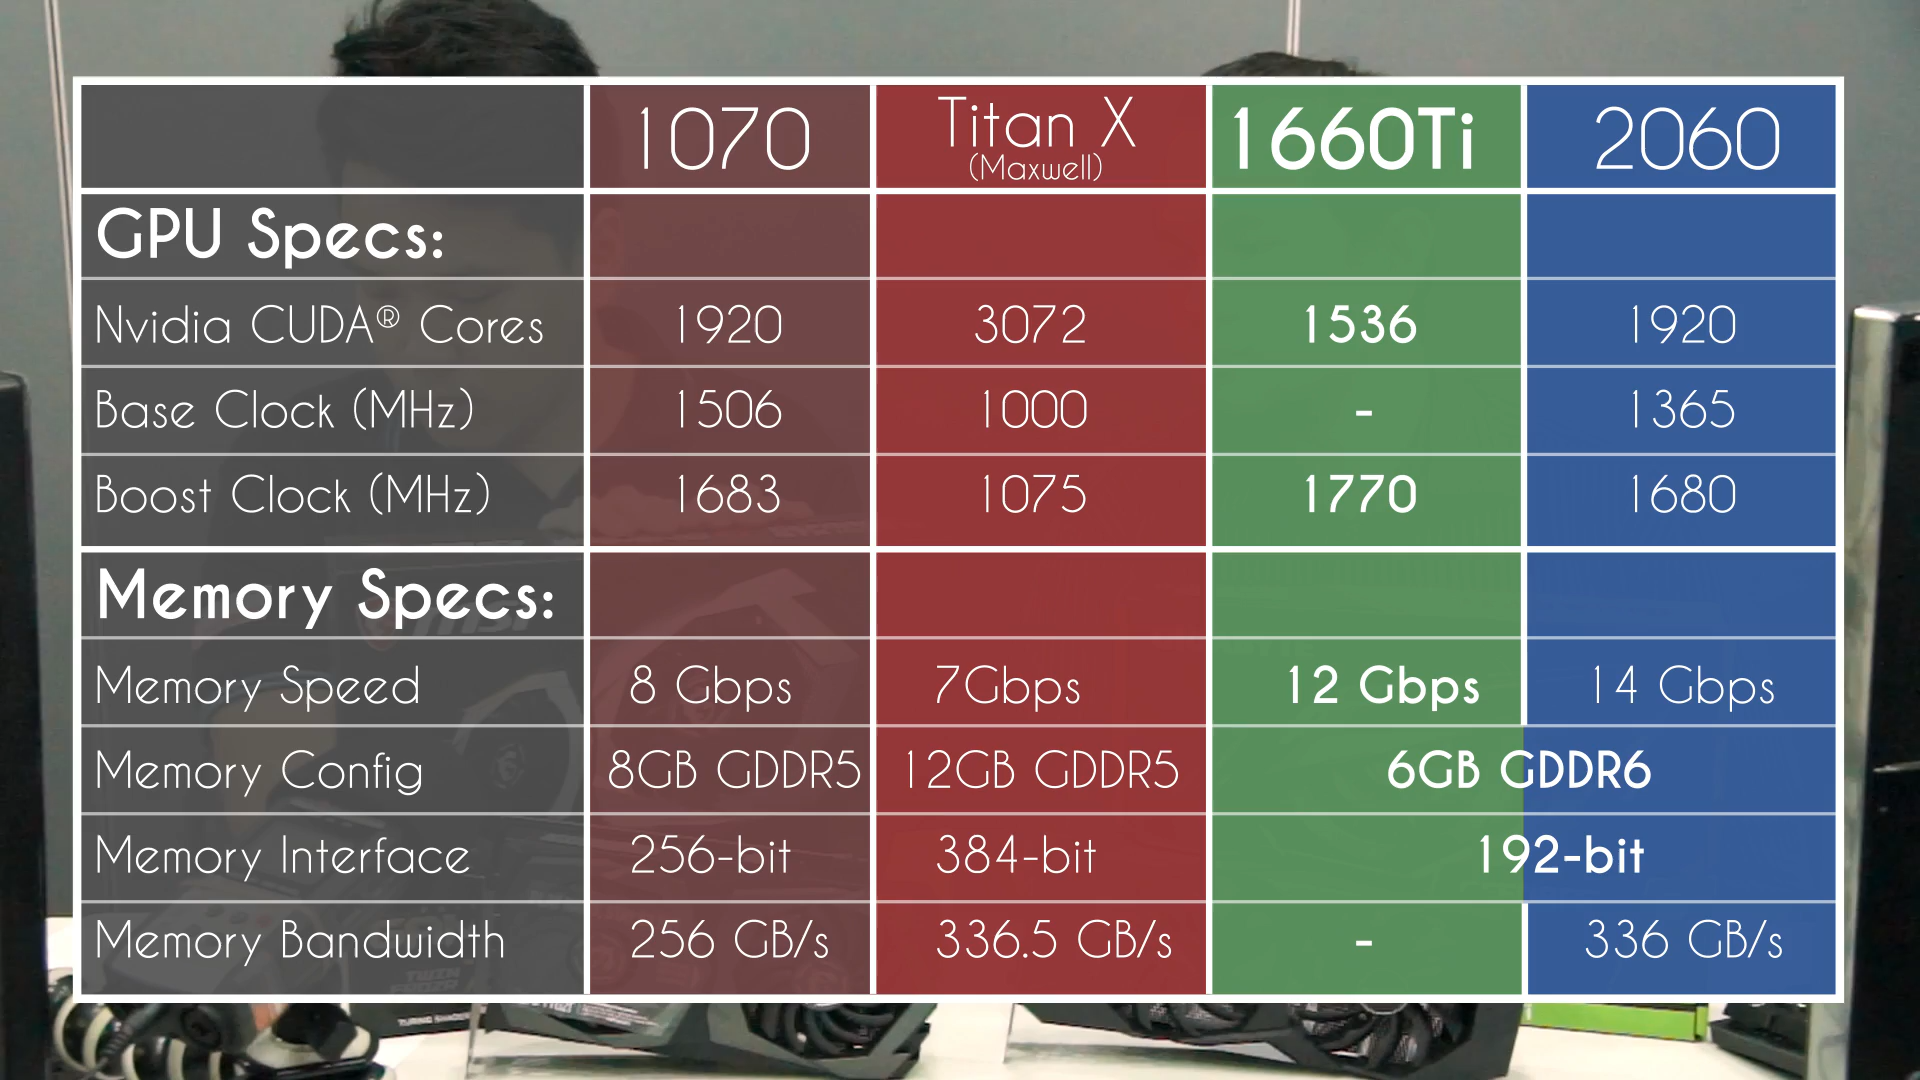 1070 Titan X 1660Ti 2060
(Maxwell)
GPU Specs:
Nvidia CUDA® Cores 1920 3072 1536 1920
Base Clock (MHz) 1506 1000 - 1365
Boost Clock (MHz) 1683 1075 1770 1680
Memory Specs:
Memory Speed 8 Gbps 7Gbps 12 Gbps 14 Gbps
Memory Config 8GB GDDR5 12GB GDDR5 6GB GDDR6
Memory Interface 256-bit 384-bit 192-bit
Memory Bandwidth 256 GB/s 336.5 GB/s - 336 GB/s
TWIN
FROZR